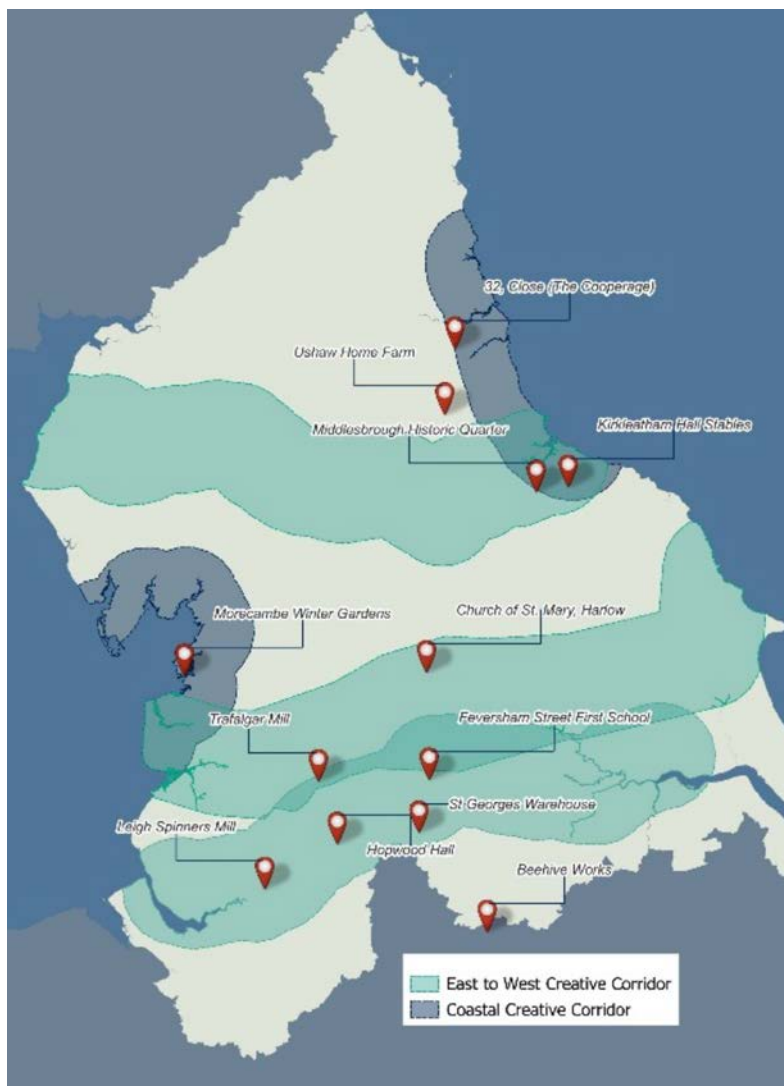 32, Close (The Cooperage)
Ushaw Home Farm
Middlesbrough Historic Quarter
Kirkleatham Hall Stables
Morecambe Winter Gardens
Church of St. Mary, Harlow
Trafalgar Mill
Feversham Street First School
St Georges Warehouse
Leigh Spinners Mill
Hopwood Hall
Beehive Works
East to West Creative Corridor
Coastal Creative Corridor